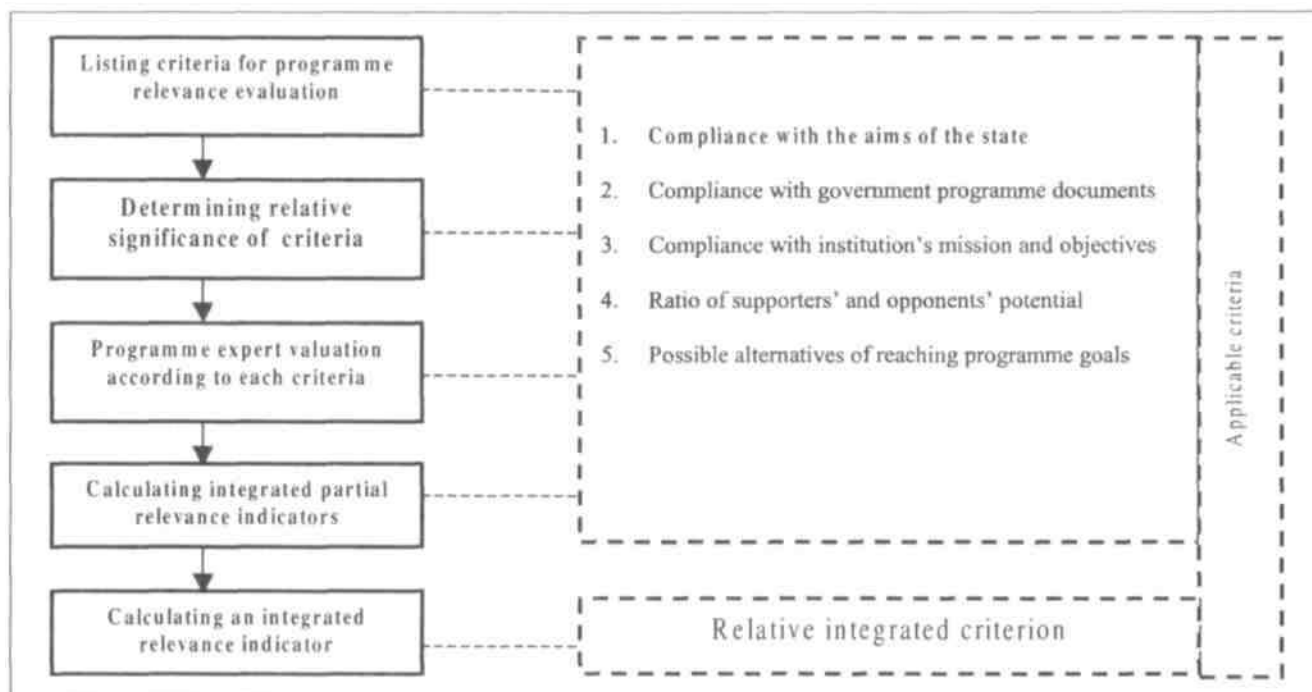 Listing criteria for programme
relevance evaluation
Determining relative
significance of criteria
Programme expert valuation
according to each criteria
Calculating integrated partial
relevance indicators
Calculating an integrated
relevance indicator
1. Compliance with the aims of the state
2. Compliance with government programme documents
3. Compliance with institution's mission and objectives
4. Ratio of supporters' and opponents' potential
5. Possible alternatives of reaching programme goals
Relative integrated criterion
Applicable criteria